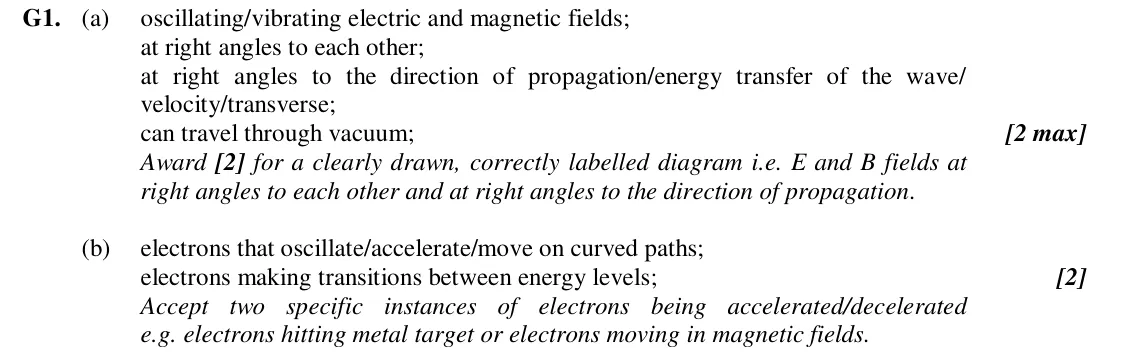 G1. (a) oscillating/vibrating electric and magnetic fields;
at right angles to each other;
at right angles to the direction of propagation/energy transfer of the wave/
velocity/transverse;
can travel through vacuum; [2 max]
Award [2] for a clearly drawn, correctly labelled diagram i.e. E and B fields at
right angles to each other and at right angles to the direction of propagation.
(b) electrons that oscillate/accelerate/move on curved paths;
electrons making transitions between energy levels; [2]
Accept two specific instances of electrons being accelerated/decelerated
e.g. electrons hitting metal target or electrons moving in magnetic fields.